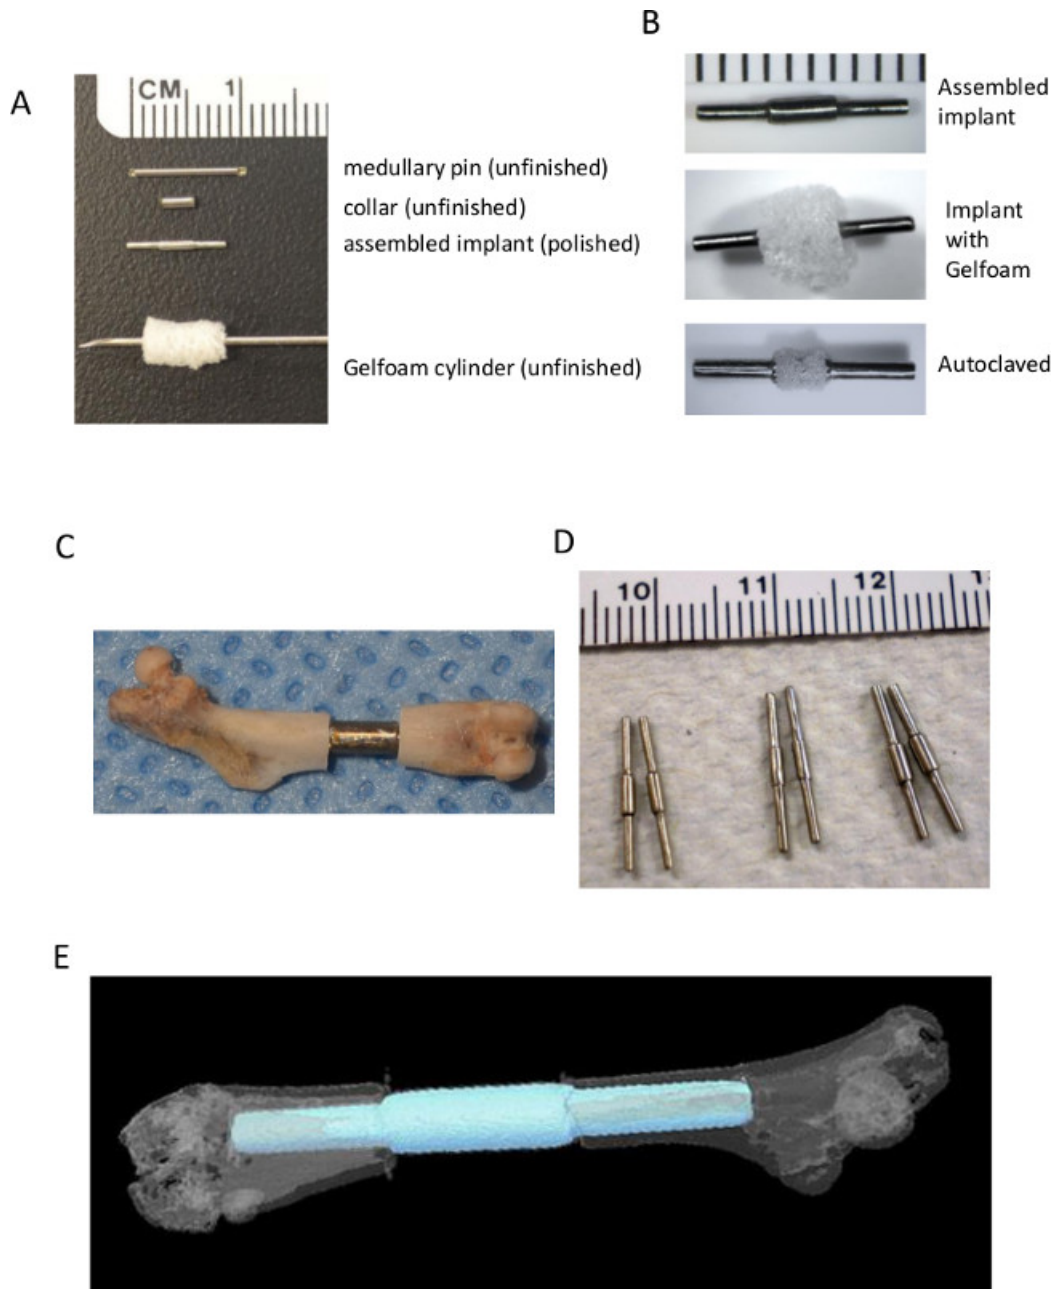 A
CM 1
medullary pin (unfinished)
collar (unfinished)
assembled implant (polished)
Gelfoam cylinder (unfinished)
B
Assembled
implant
Implant
with
Gelfoam
Autoclaved
C
D
10 11 12
E